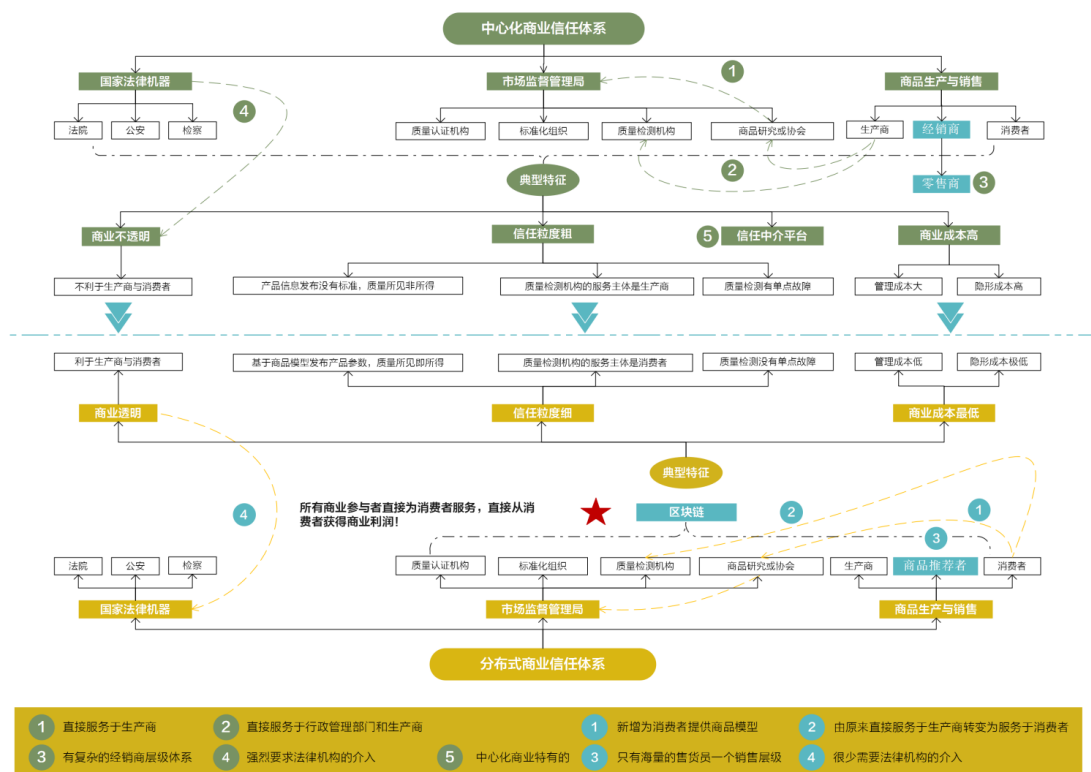 中心化商业信任体系
国家法律机器
市场监督管理局
1
商品生产与销售
4
法院
公安
检察
质量认证机构
标准化组织
质量检测机构
商品研究或协会
生产商
经销商
消费者
典型特征
2
零售商
3
商业不透明
信任粒度粗
5
信任中介平台
商业成本高
不利于生产商与消费者
产品信息发布没有标准，质量所见非所得
质量检测机构的服务主体是生产商
质量检测有单点故障
管理成本大
隐形成本高
利于生产商与消费者
基于商品模型发布产品参数，质量所见即所得
质量检测机构的服务主体是消费者
质量检测没有单点故障
管理成本低
隐形成本极低
商业透明
信任粒度细
商业成本最低
典型特征
4
所有商业参与者直接为消费者服务，直接从消
费者获得商业利润！
区块链
2
1
3
法院
公安
检察
质量认证机构
标准化组织
质量检测机构
商品研究或协会
生产商
商品推荐者
消费者
国家法律机器
市场监督管理局
商品生产与销售
分布式商业信任体系
1 直接服务于生产商
2 直接服务于行政管理部门和生产商
1 新增为消费者提供商品模型
2 由原来直接服务于生产商转变为服务于消费者
3 有复杂的经销商层级体系
4 强烈要求法律机构的介入
5 中心化商业特有的
3 只有海量的售货员一个销售层级
4 很少需要法律机构的介入